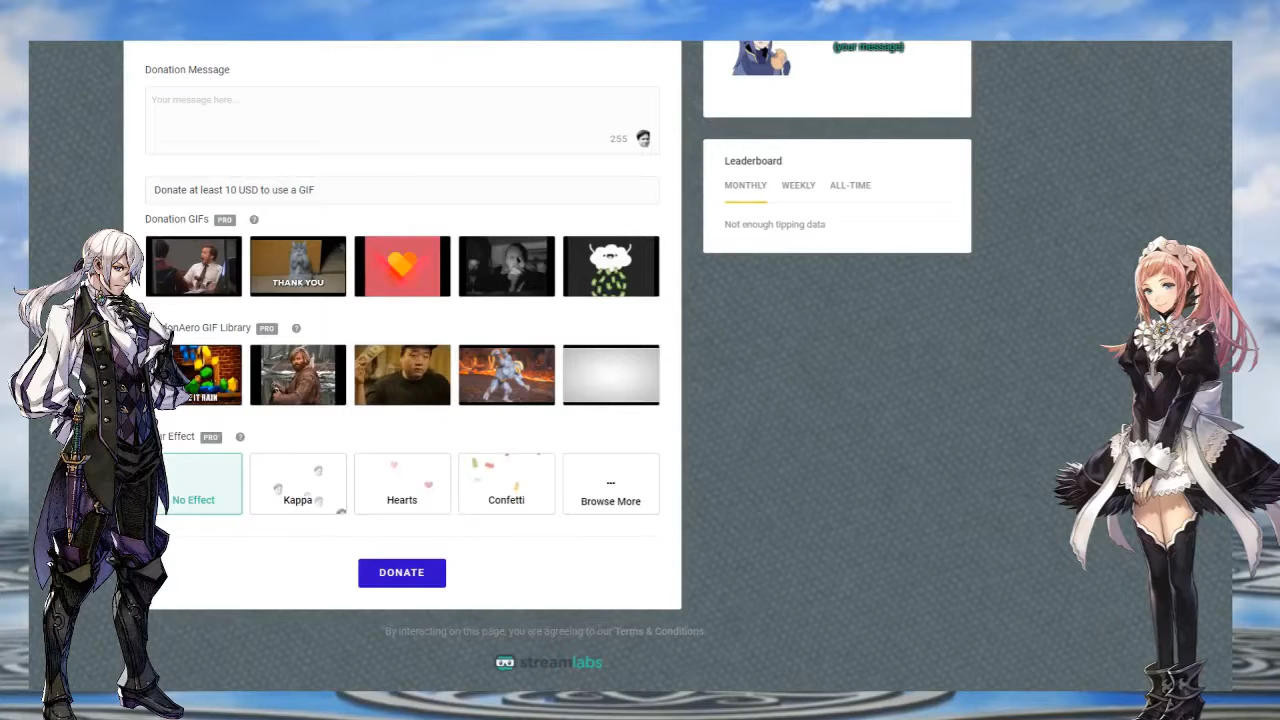 (your message)
Donation Message
Your message here...
255
Donate at least 10 USD to use a GIF
Donation GIFs PRO ?
THANK YOU
GIF Library PRO ?
IT RAIN
Effect PRO ?
No Effect
Kappa
Hearts
Confetti
...
Browse More
DONATE
Leaderboard
MONTHLY WEEKLY ALL-TIME
Not enough tipping data
By interacting on this page, you are agreeing to our Terms & Conditions
streamlabs